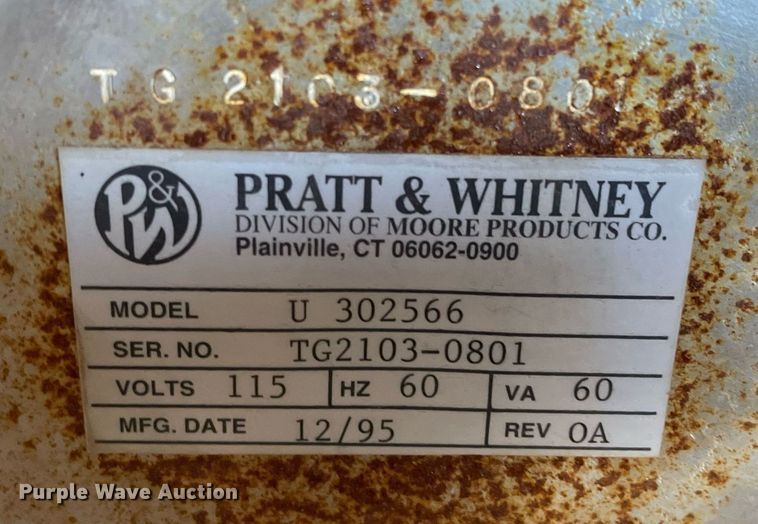 TG 2103-0801
P&W PRATT & WHITNEY
DIVISION OF MOORE PRODUCTS CO.
Plainville, CT 06062-0900
MODEL U 302566
SER. NO. TG2103-0801
VOLTS 115 HZ 60 VA 60
MFG. DATE 12/95 REV OA
Purple Wave Auction